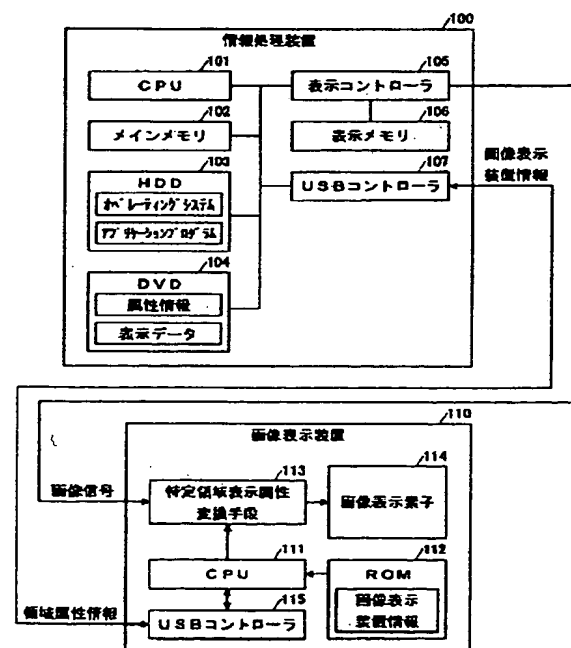 100
情報処理装置
101
CPU
105
表示コントローラ
102
メインメモリ
106
表示メモリ
103
HDD
オペレーティングシステム
アプリケーションプログラム
107
USBコントローラ
画像表示
装置情報
104
DVD
属性情報
表示データ
110
画像表示装置
画像信号
113
特定領域表示属性
変換手段
114
画像表示素子
111
CPU
112
ROM
画像表示
装置情報
領域属性情報
115
USBコントローラ